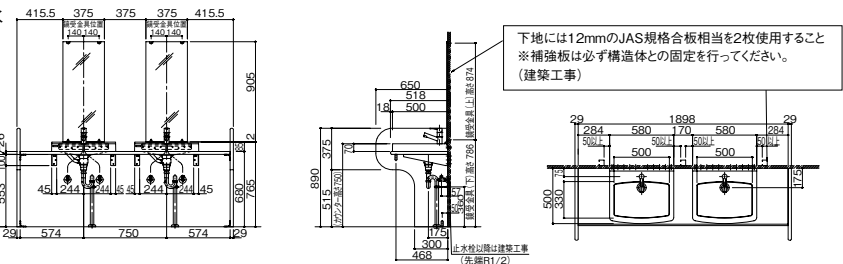 415.5 375 375 375 415.5
鏡受金具位置 鏡受金具位置
140 140 140 140
905
2
680
765
45 244 244 45 45 244 244 45
29 574 750 574 29
650
518
18 500
鏡受金具(上)高さ874
鏡受金具(下)高さ786
375
70
890
515
カウンター高さ750
175
300
468
止水栓以降は建築工事
(先端R1/2)
下地には12mmのJAS規格合板相当を2枚使用すること
※補強板は必ず構造体との固定を行ってください。
(建築工事)
29 1898 29
284 580 170 580 284
50以上 50以上 50以上 50以上
500 500
75
500
330
175